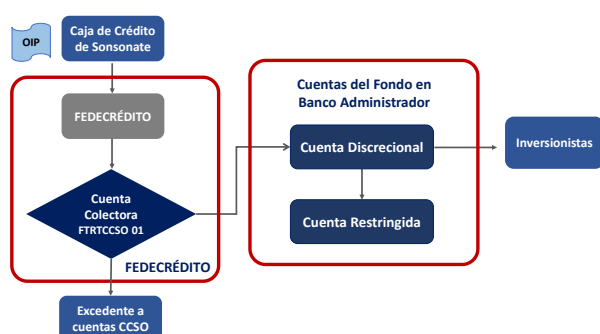 OIP
Caja de Crédito
de Sonsonate
FEDECRÉDITO
Cuenta
Colectora
FTRTCCSO 01
FEDECRÉDITO
Excedente a
cuentas CCSO
Cuentas del Fondo en
Banco Administrador
Cuenta Discrecional
Cuenta Restringida
Inversionistas